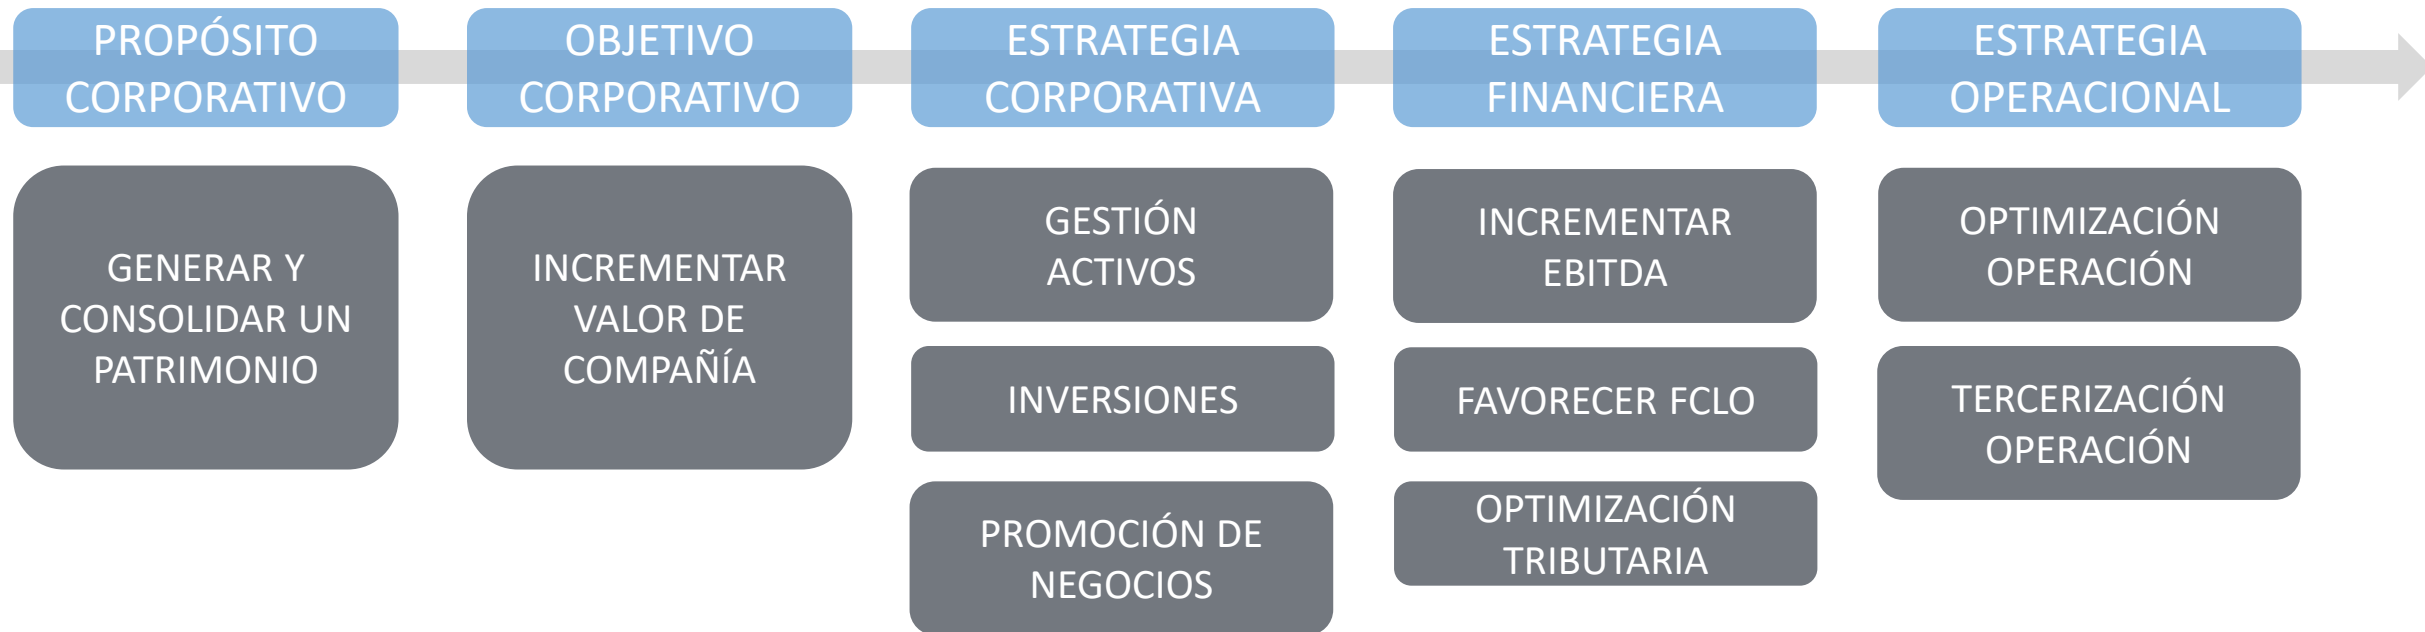 PROPÓSITO
CORPORATIVO
OBJETIVO
CORPORATIVO
ESTRATEGIA
CORPORATIVA
ESTRATEGIA
FINANCIERA
ESTRATEGIA
OPERACIONAL
GENERAR Y
CONSOLIDAR UN
PATRIMONIO
INCREMENTAR
VALOR DE
COMPAÑÍA
GESTIÓN
ACTIVOS
INVERSIONES
PROMOCIÓN DE
NEGOCIOS
INCREMENTAR
EBITDA
FAVORECER FCLO
OPTIMIZACIÓN
TRIBUTARIA
OPTIMIZACIÓN
OPERACIÓN
TERCERIZACIÓN
OPERACIÓN